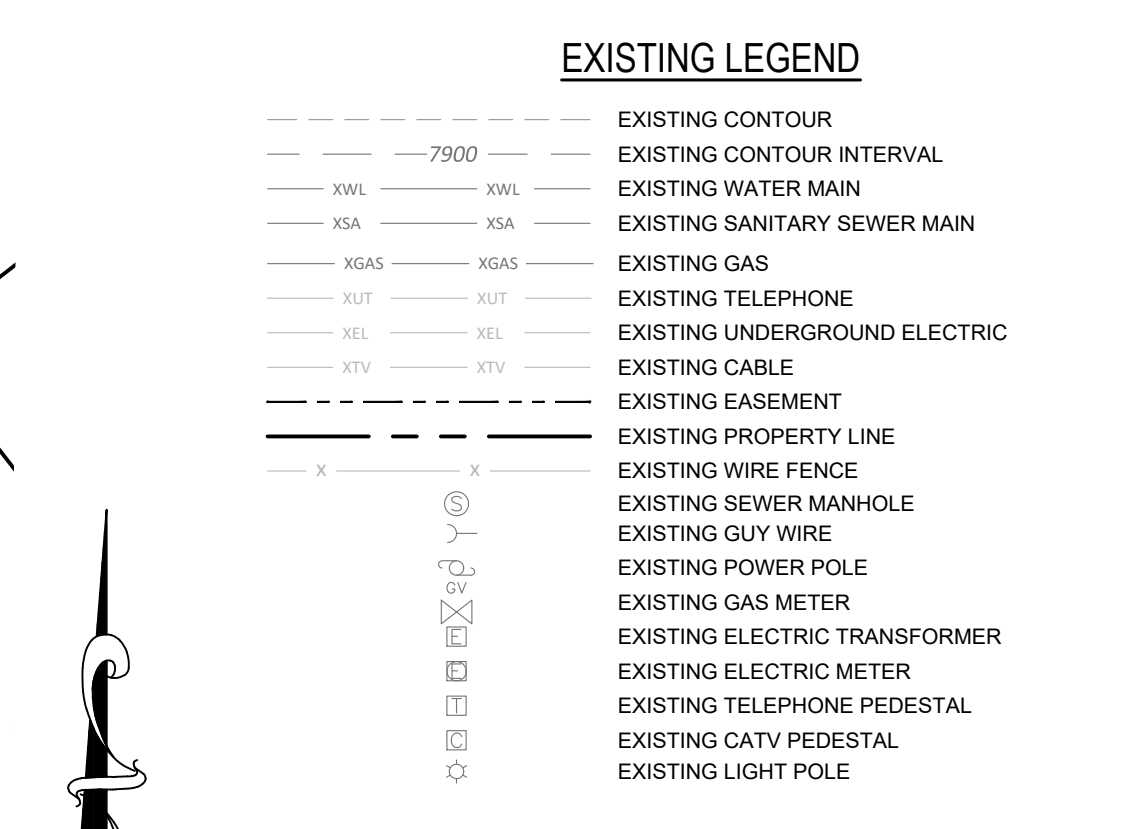 EXISTING LEGEND
EXISTING CONTOUR
7900 EXISTING CONTOUR INTERVAL
XWL XWL EXISTING WATER MAIN
XSA XSA EXISTING SANITARY SEWER MAIN
XGAS XGAS EXISTING GAS
XUT XUT EXISTING TELEPHONE
XEL XEL EXISTING UNDERGROUND ELECTRIC
XTV XTV EXISTING CABLE
EXISTING EASEMENT
EXISTING PROPERTY LINE
X X EXISTING WIRE FENCE
S EXISTING SEWER MANHOLE
EXISTING GUY WIRE
EXISTING POWER POLE
GV
EXISTING GAS METER
E EXISTING ELECTRIC TRANSFORMER
E EXISTING ELECTRIC METER
T EXISTING TELEPHONE PEDESTAL
C EXISTING CATV PEDESTAL
EXISTING LIGHT POLE